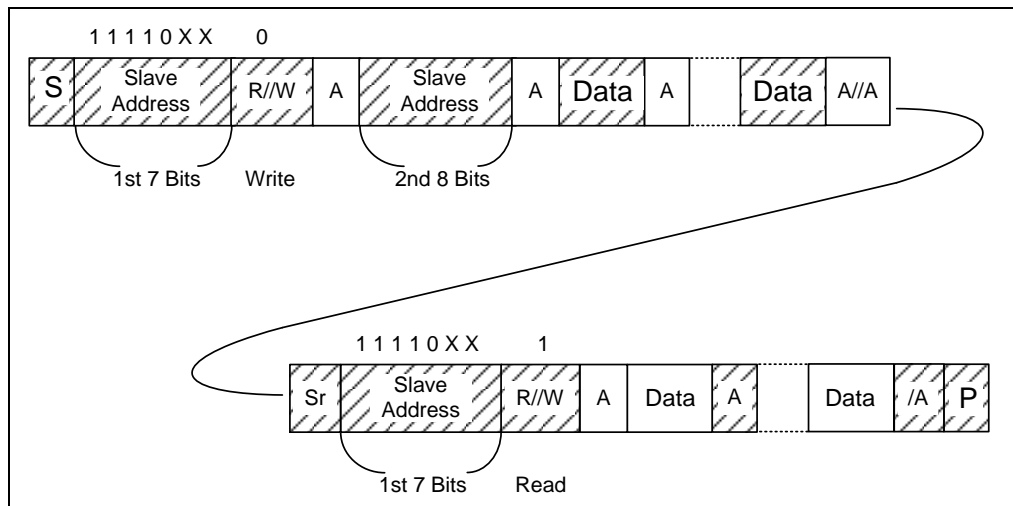 1 1 1 1 0 X X 0
S Slave Address R//W A Slave Address A Data A Data A//A
1st 7 Bits Write 2nd 8 Bits
1 1 1 1 0 X X 1
Sr Slave Address R//W A Data A Data /A P
1st 7 Bits Read